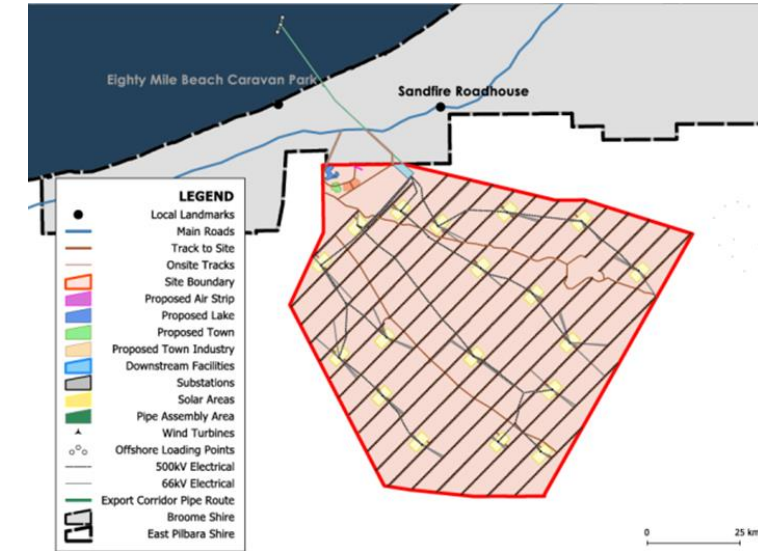 Eighty Mile Beach Caravan Park
Sandfire Roadhouse
LEGEND
Local Landmarks
Main Roads
Track to Site
Onsite Tracks
Site Boundary
Proposed Air Strip
Proposed Lake
Proposed Town
Proposed Town Industry
Downstream Facilities
Substations
Solar Areas
Pipe Assembly Area
Wind Turbines
Offshore Loading Points
500kV Electrical
66kV Electrical
Export Corridor Pipe Route
Broome Shire
East Pilbara Shire
0 25 km